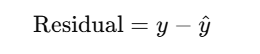 Residual = y − ŷ